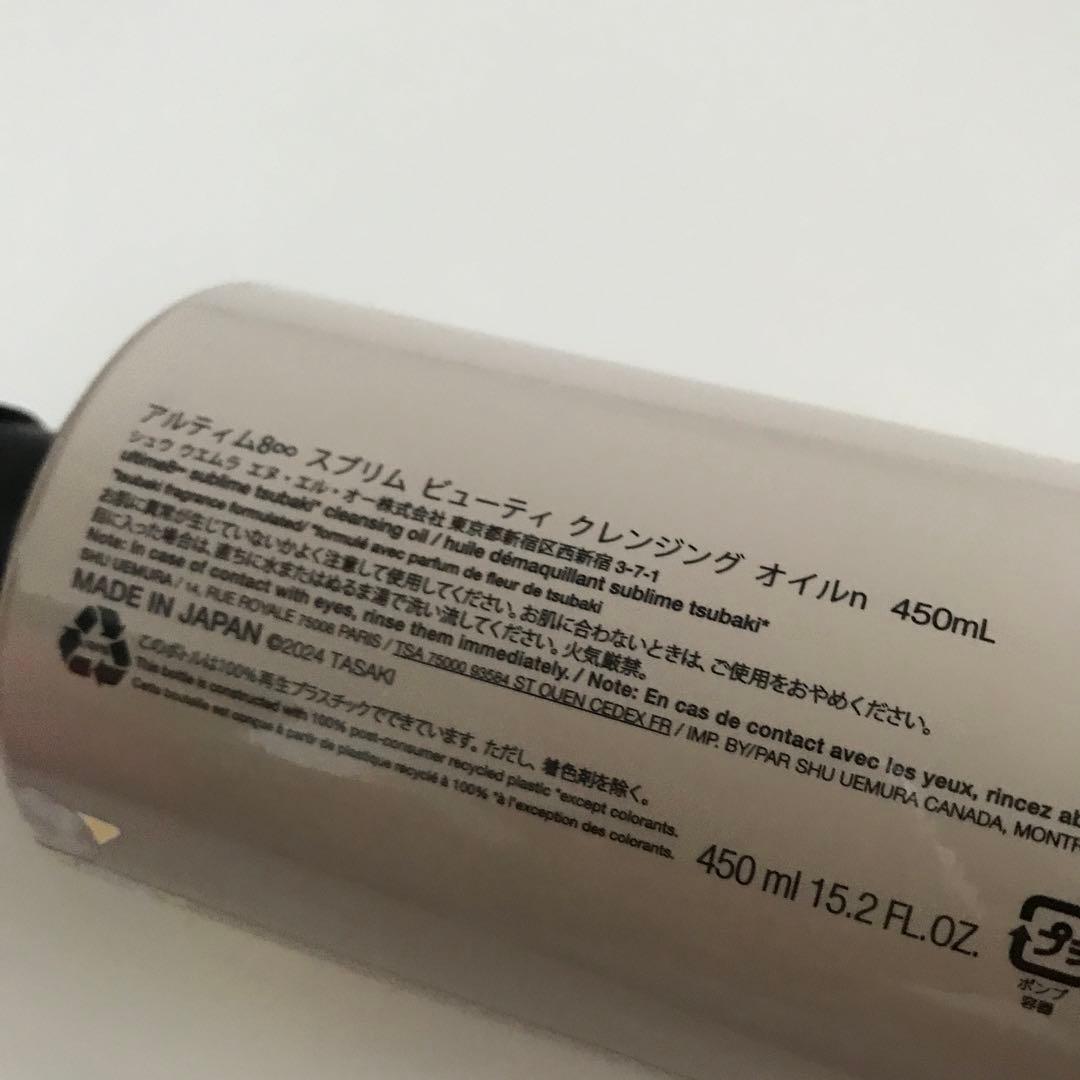 アルティム8∞ スブリム ビューティ クレンジング オイルn 450mL
シュウ ウエムラ エヌ・エル・オー株式会社 東京都新宿区西新宿 3-7-1
ultime8∞ sublime tsubaki* cleansing oil / huile démaquillant sublime tsubaki*
*tsubaki fragrance formulated/ *formulé avec parfum de fleur de tsubaki
お肌に異常が生じていないかよく注意して使用してください。お肌に合わないときは、ご使用をおやめください。
目に入った場合は、直ちに水またはぬるま湯で洗い流してください。火気厳禁。
Note: In case of contact with eyes, rinse them immediately. / Note: En cas de contact avec les yeux, rincez ab
SHU UEMURA / 14, RUE ROYALE 75008 PARIS / TSA 75000 93584 ST OUEN CEDEX FR / IMP. BY/PAR SHU UEMURA CANADA, MONTR
MADE IN JAPAN ©2024 TASAKI
このボトルは100%再生プラスチックでできています。ただし、着色剤を除く。
This bottle is constructed with 100% post-consumer recycled plastic *except colorants.
Cette bouteille est conçue à partir de plastique recyclé à 100% *à l'exception des colorants.
450 ml 15.2 FL.OZ.
プラ
ポンプ
容器